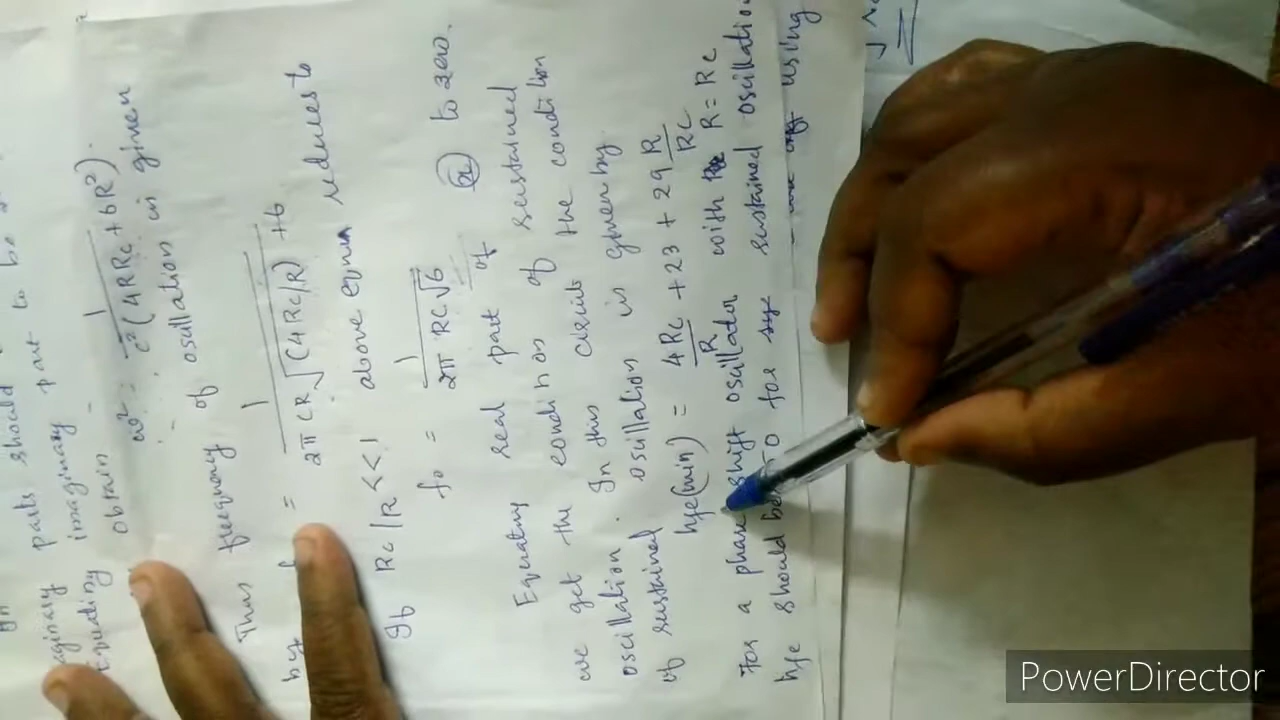 parts should
imaginary part to be
Equating imaginary
obtain
ω² = 1 / c²(4RRc + 6R²).
Thus frequency of oscillation is given
by f = 1 / 2π CR √(4Rc/R) + 6
If Rc/R << 1 above equn reduces to
fo = 1 / 2π RC√6
Equating real part of to zero.
we get the condition of sustained
oscillation. In this circuit the condition
of sustained oscillation is given by
hfe(min) = 4Rc/R + 23 + 29 R/Rc
For a phase shift oscillator with R = Rc
hfe should be for sustained oscillation
using
PowerDirector